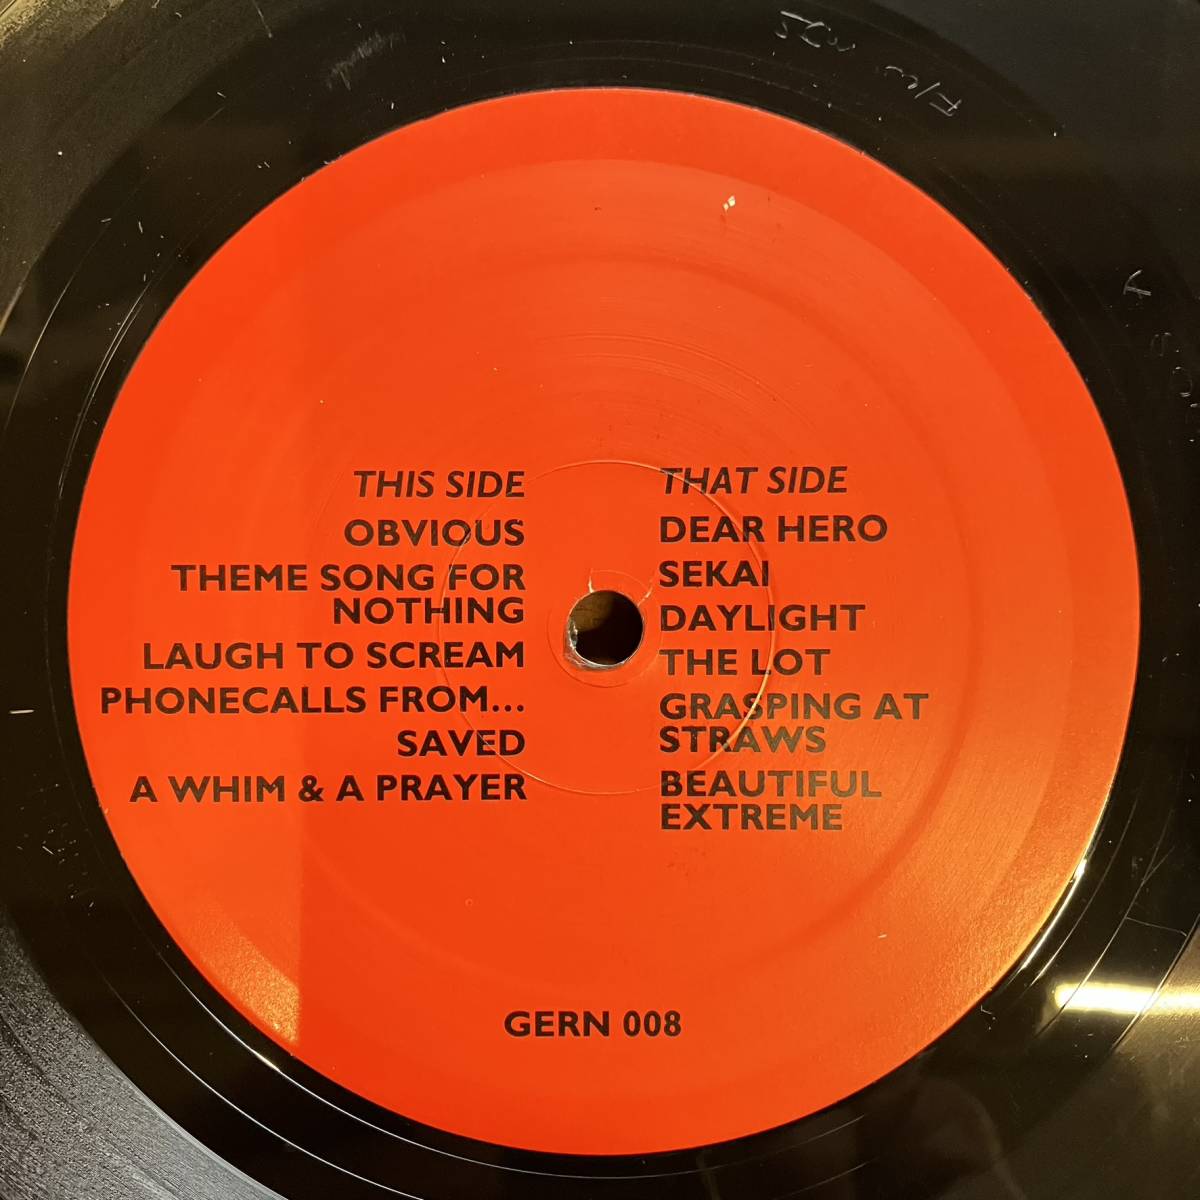 THIS SIDE
OBVIOUS
THEME SONG FOR
NOTHING
LAUGH TO SCREAM
PHONECALLS FROM...
SAVED
A WHIM & A PRAYER
THAT SIDE
DEAR HERO
SEKAI
DAYLIGHT
THE LOT
GRASPING AT
STRAWS
BEAUTIFUL
EXTREME
GERN 008